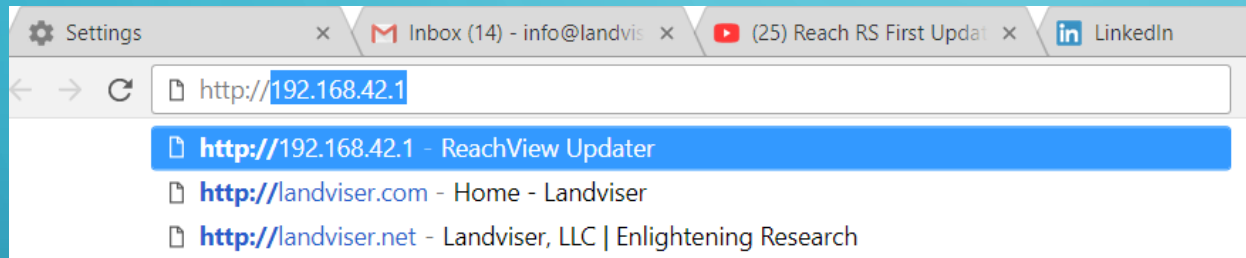 Settings
Inbox (14) - info@landvis
(25) Reach RS First Updat
in LinkedIn
http://192.168.42.1
http://192.168.42.1 - ReachView Updater
http://landviser.com - Home - Landviser
http://landviser.net - Landviser, LLC | Enlightening Research